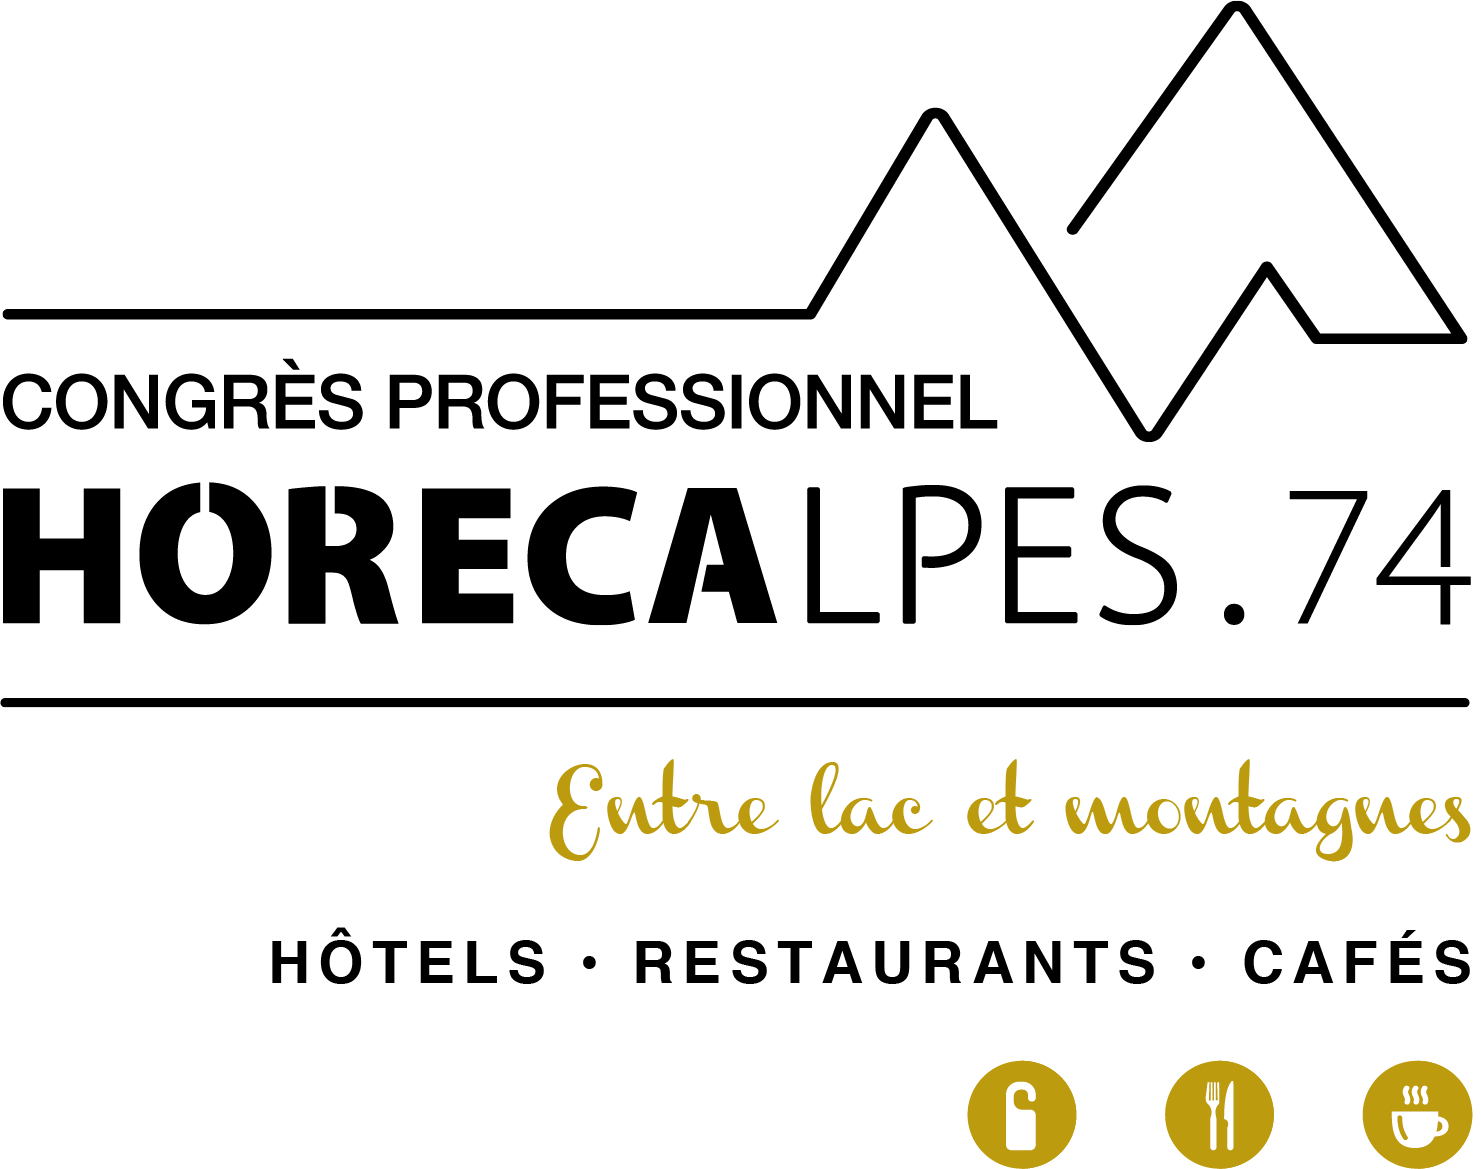 CONGRÈS PROFESSIONNEL
HORECALPES.74
Entre lac et montagnes
HÔTELS • RESTAURANTS • CAFÉS